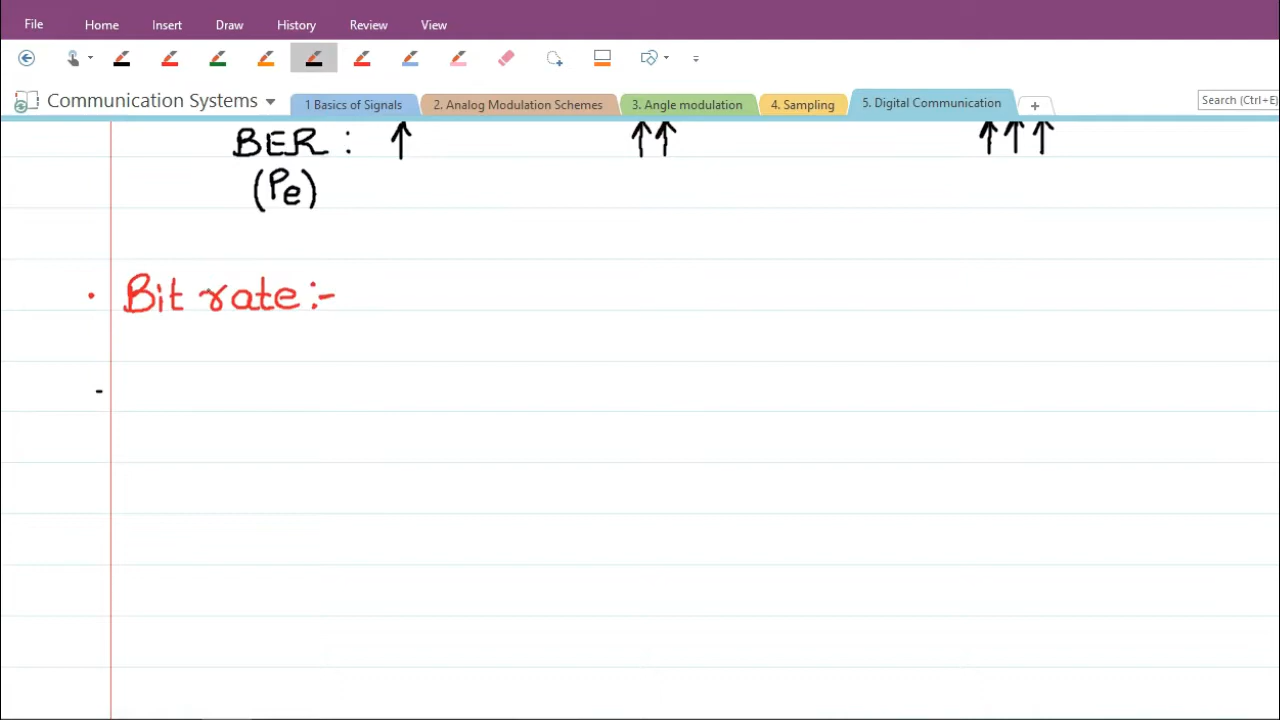 File Home Insert Draw History Review View
Communication Systems 1 Basics of Signals 2. Analog Modulation Schemes 3. Angle modulation 4. Sampling 5. Digital Communication + Search (Ctrl+E)
BER : ↑ ↑↑ ↑↑↑
(Pe)
· Bit rate :-
-